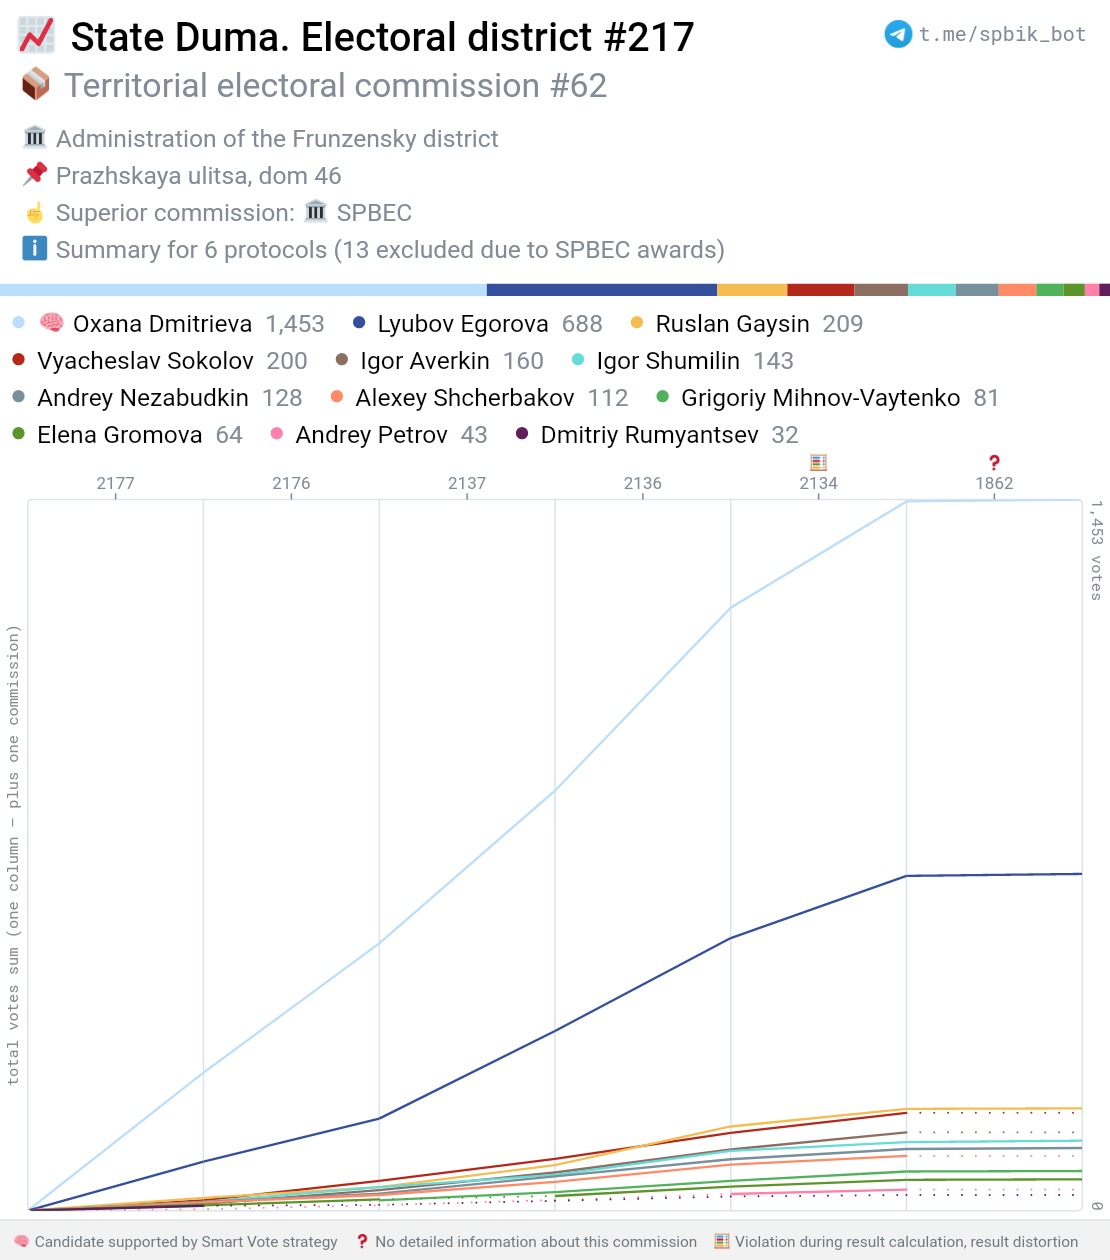 State Duma. Electoral district #217
t.me/spbik_bot
Territorial electoral commission #62
Administration of the Frunzensky district
Prazhskaya ulitsa, dom 46
Superior commission: SPBEC
Summary for 6 protocols (13 excluded due to SPBEC awards)
Oxana Dmitrieva 1,453 Lyubov Egorova 688 Ruslan Gaysin 209
Vyacheslav Sokolov 200 Igor Averkin 160 Igor Shumilin 143
Andrey Nezabudkin 128 Alexey Shcherbakov 112 Grigoriy Mihnov-Vaytenko 81
Elena Gromova 64 Andrey Petrov 43 Dmitriy Rumyantsev 32
2177 2176 2137 2136 2134 1862
1,453 votes
total votes sum (one column – plus one commission)
0
Candidate supported by Smart Vote strategy ? No detailed information about this commission Violation during result calculation, result distortion